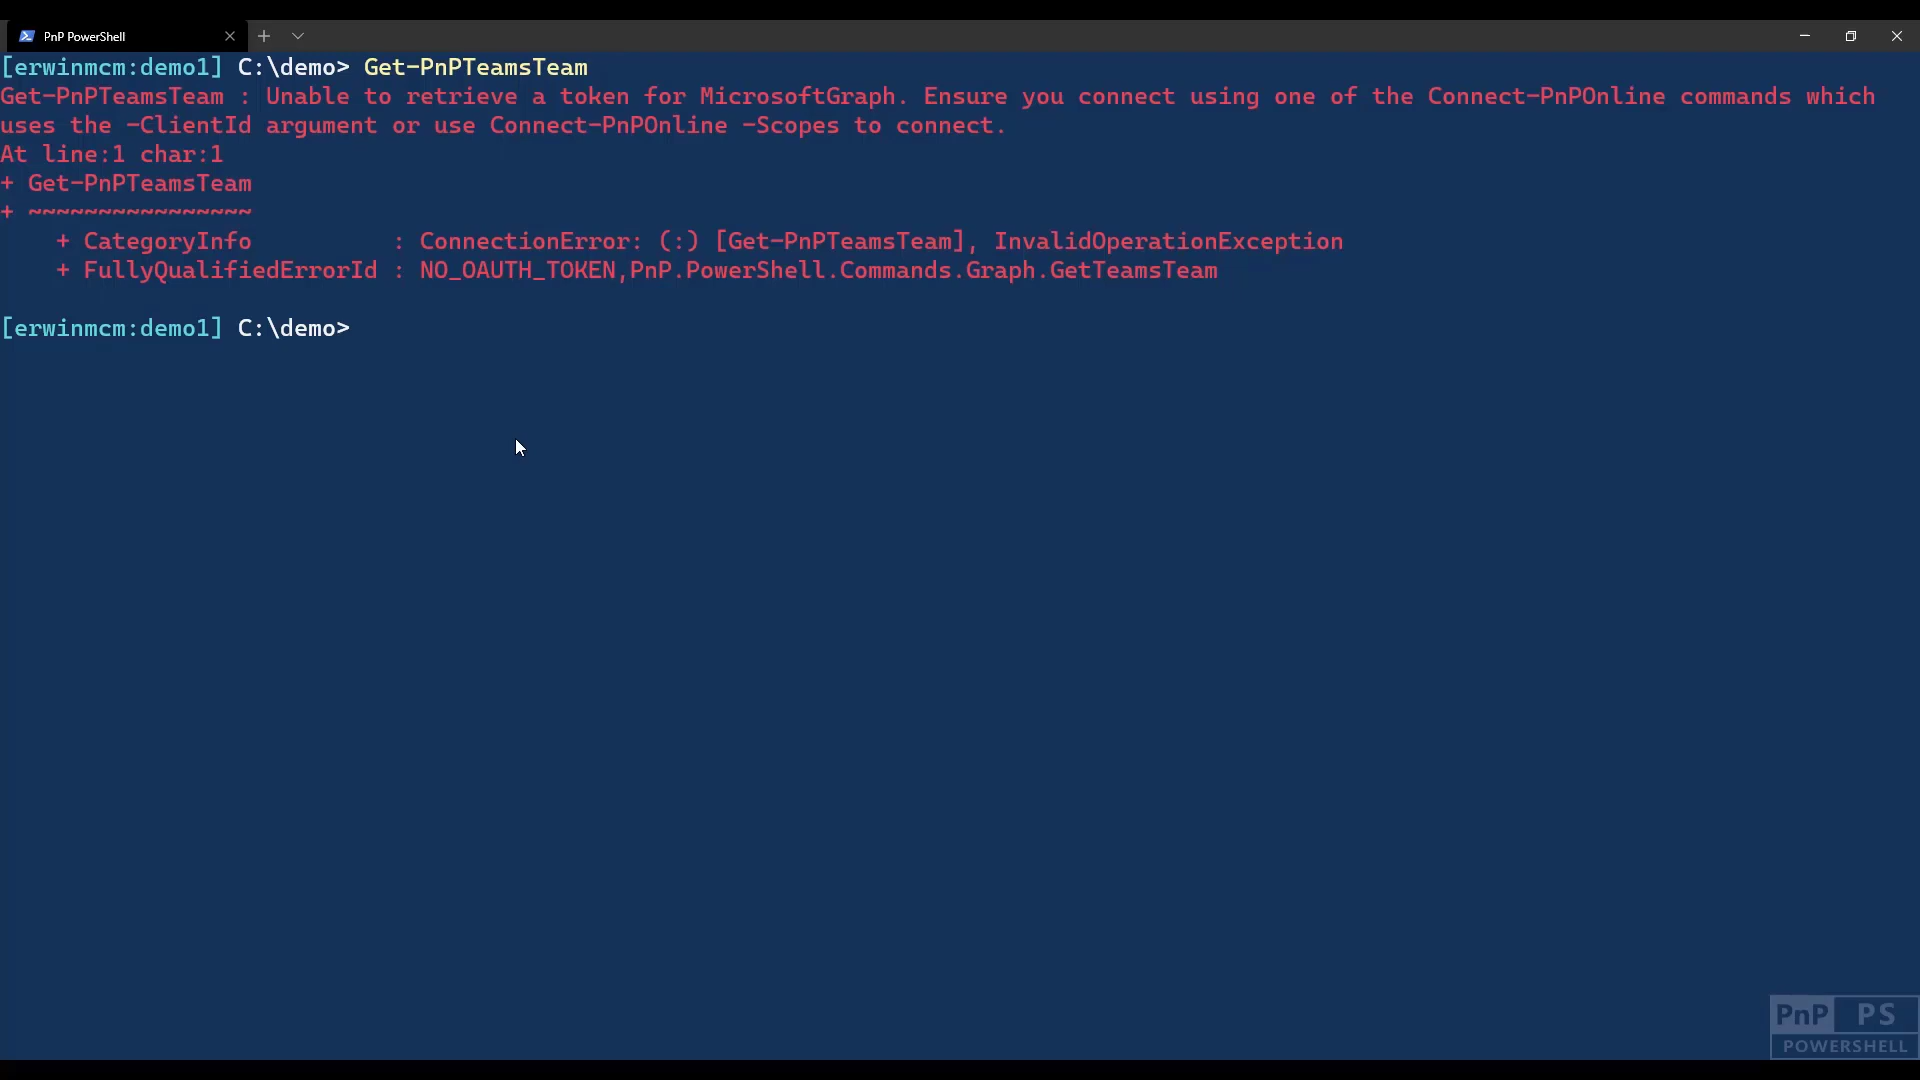 PnP PowerShell
[erwinmcm:demo1] C:\demo> Get-PnPTeamsTeam
Get-PnPTeamsTeam : Unable to retrieve a token for MicrosoftGraph. Ensure you connect using one of the Connect-PnPOnline commands which
uses the -ClientId argument or use Connect-PnPOnline -Scopes to connect.
At line:1 char:1
+ Get-PnPTeamsTeam
+ ~~~~~~~~~~~~~~~~
    + CategoryInfo          : ConnectionError: (:) [Get-PnPTeamsTeam], InvalidOperationException
    + FullyQualifiedErrorId : NO_OAUTH_TOKEN,PnP.PowerShell.Commands.Graph.GetTeamsTeam
[erwinmcm:demo1] C:\demo>
PnP PS
POWERSHELL